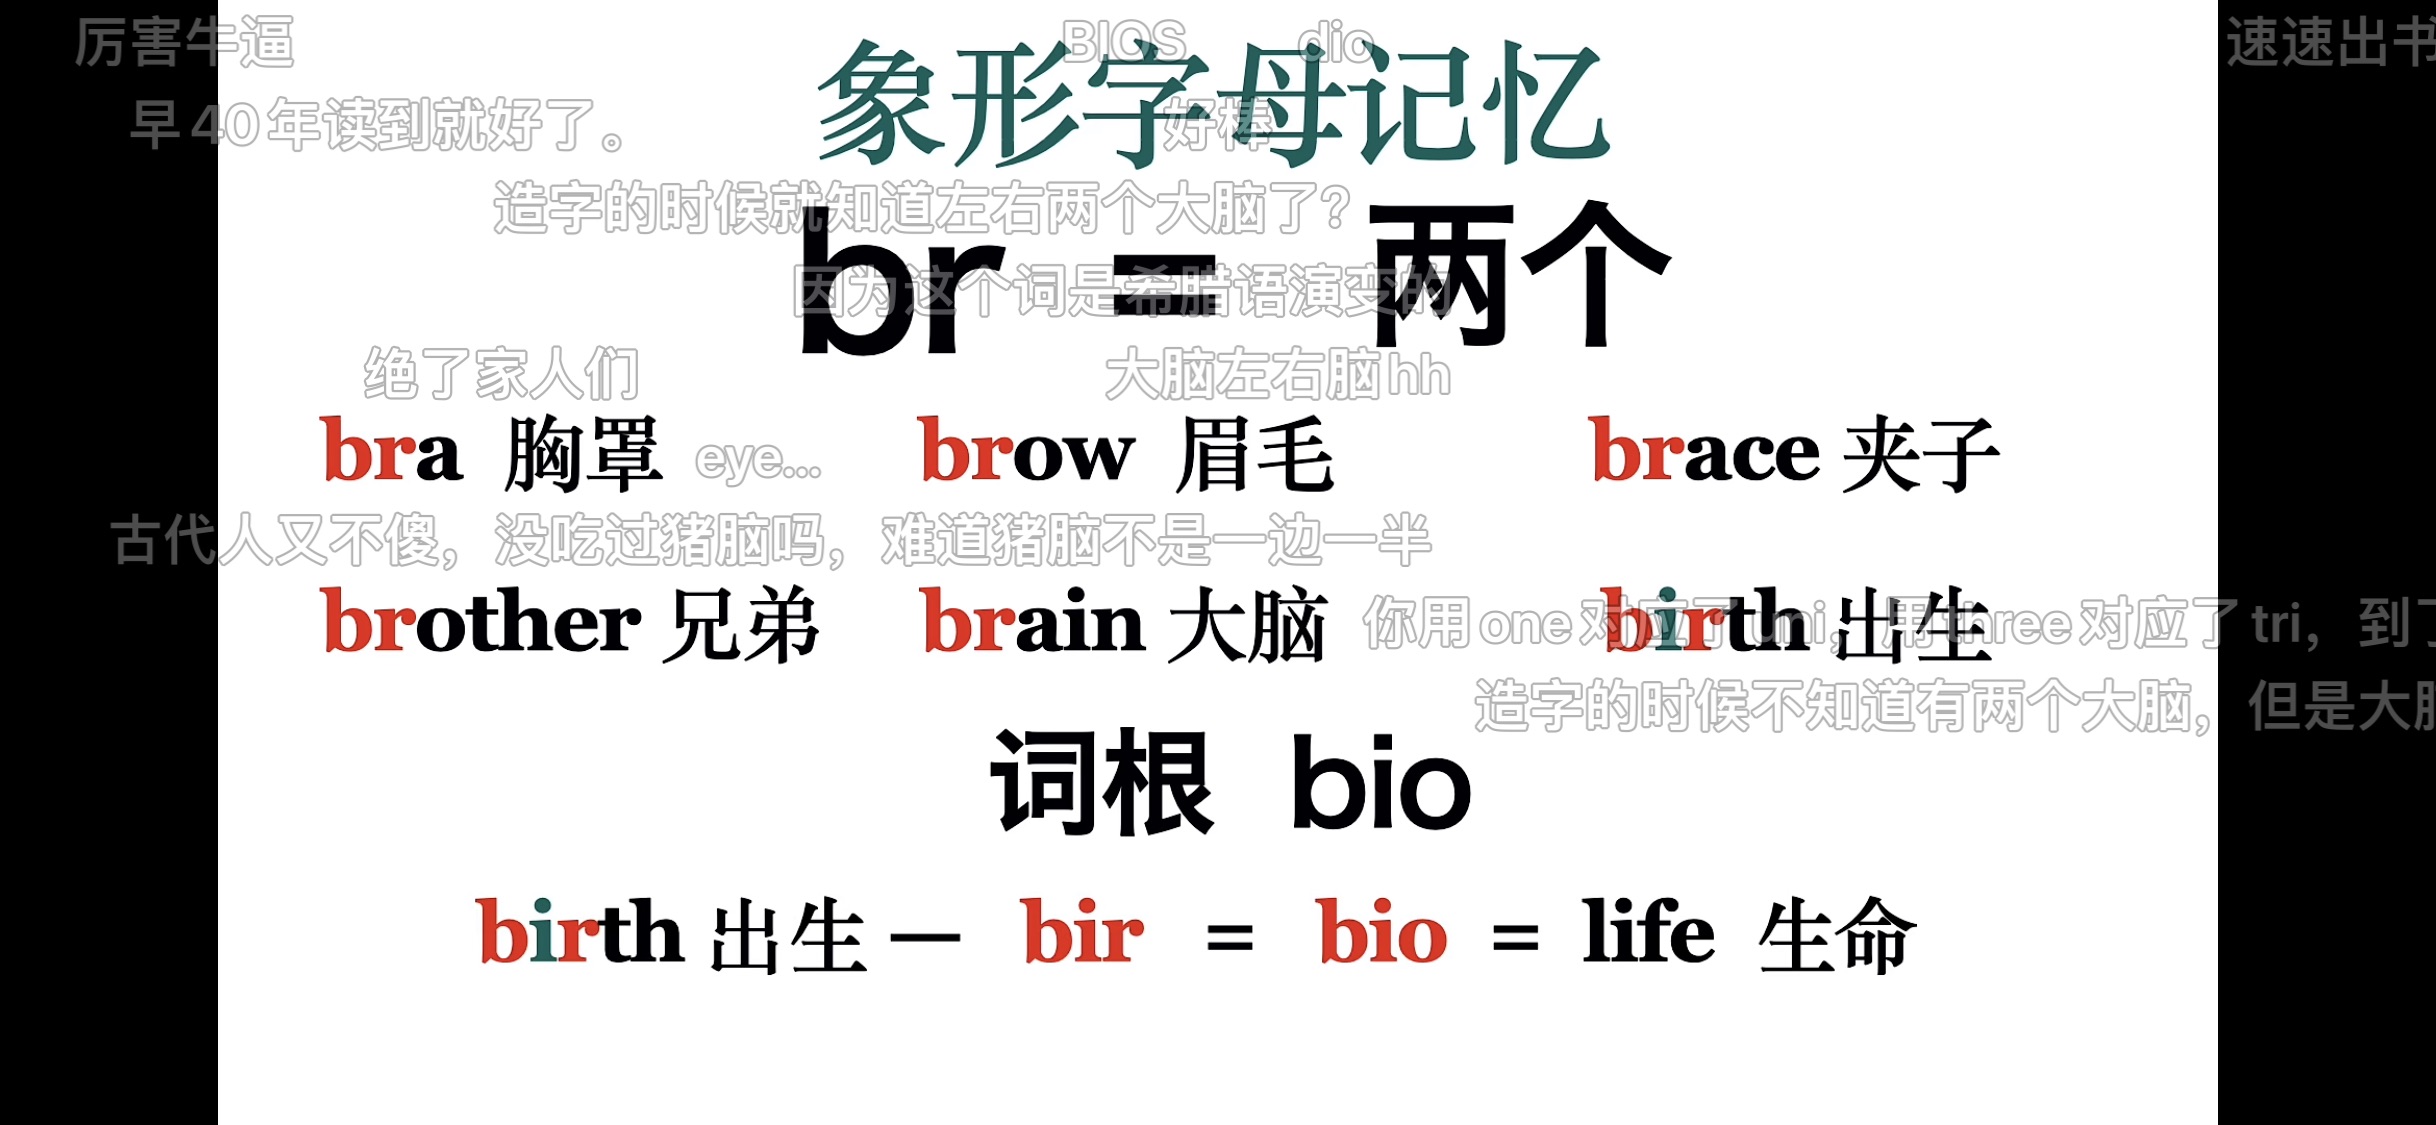 厉害牛逼
BIOS
dio
速速出书
象形字母记忆
早40年读到就好了。
好棒
造字的时候就知道左右两个大脑了?
br = 两个
因为这个词是希腊语演变的
绝了家人们
大脑左右脑hh
bra 胸罩
eye...
brow 眉毛
brace 夹子
古代人又不傻，没吃过猪脑吗，难道猪脑不是一边一半
brother 兄弟
brain 大脑
birth 出生
你用one对应了uni，用three对应了tri，到了
造字的时候不知道有两个大脑，但是大脑
词根 bio
birth 出生 — bir = bio = life 生命